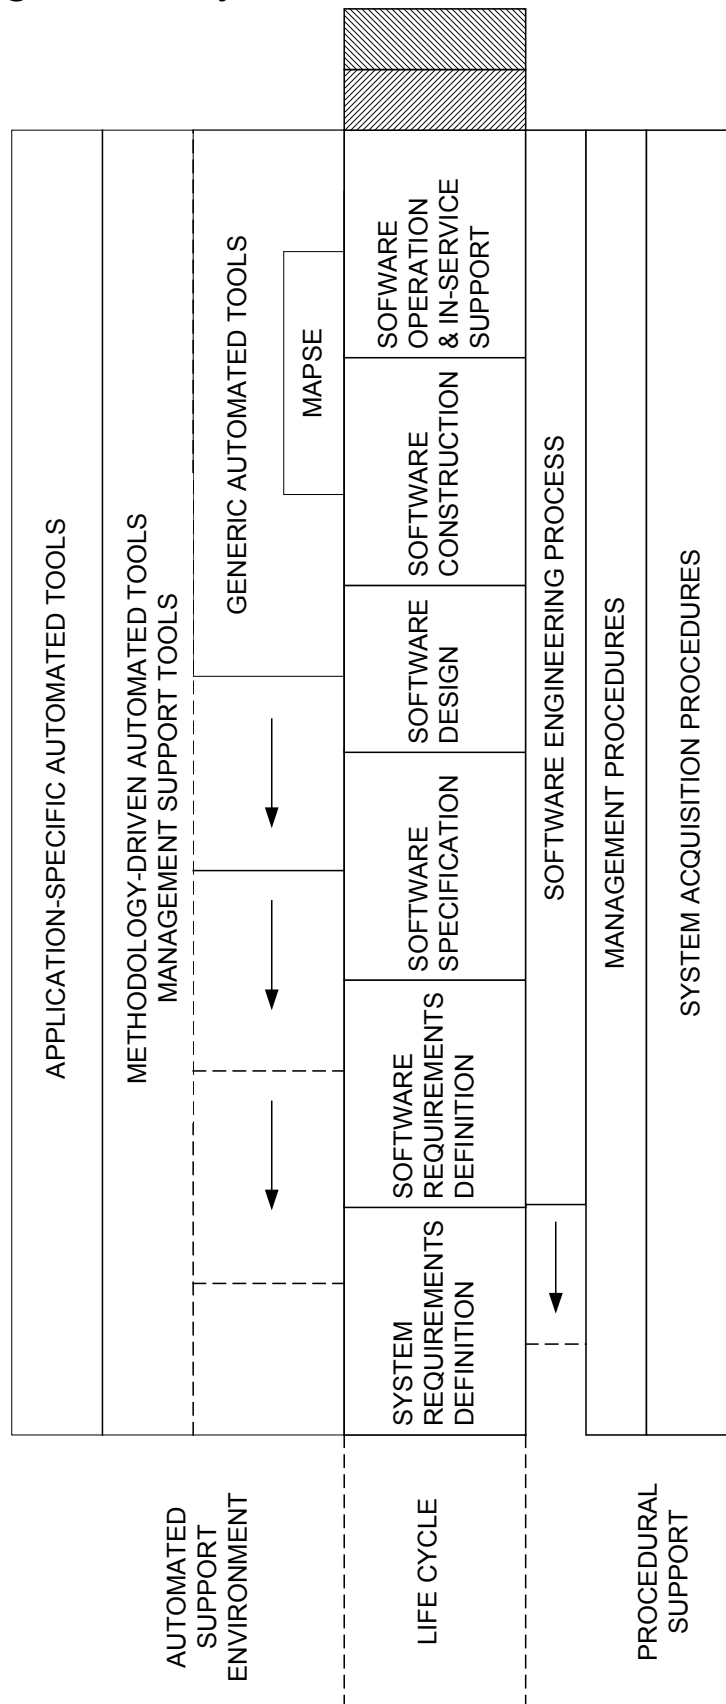 APPLICATION-SPECIFIC AUTOMATED TOOLS
METHODOLOGY-DRIVEN AUTOMATED TOOLS
MANAGEMENT SUPPORT TOOLS
GENERIC AUTOMATED TOOLS
MAPSE
AUTOMATED
SUPPORT
ENVIRONMENT
LIFE CYCLE
SYSTEM
REQUIREMENTS
DEFINITION
SOFTWARE
REQUIREMENTS
DEFINITION
SOFTWARE
SPECIFICATION
SOFTWARE
DESIGN
SOFTWARE
CONSTRUCTION
SOFWARE
OPERATION
& IN-SERVICE
SUPPORT
SOFTWARE ENGINEERING PROCESS
MANAGEMENT PROCEDURES
SYSTEM ACQUISITION PROCEDURES
PROCEDURAL
SUPPORT